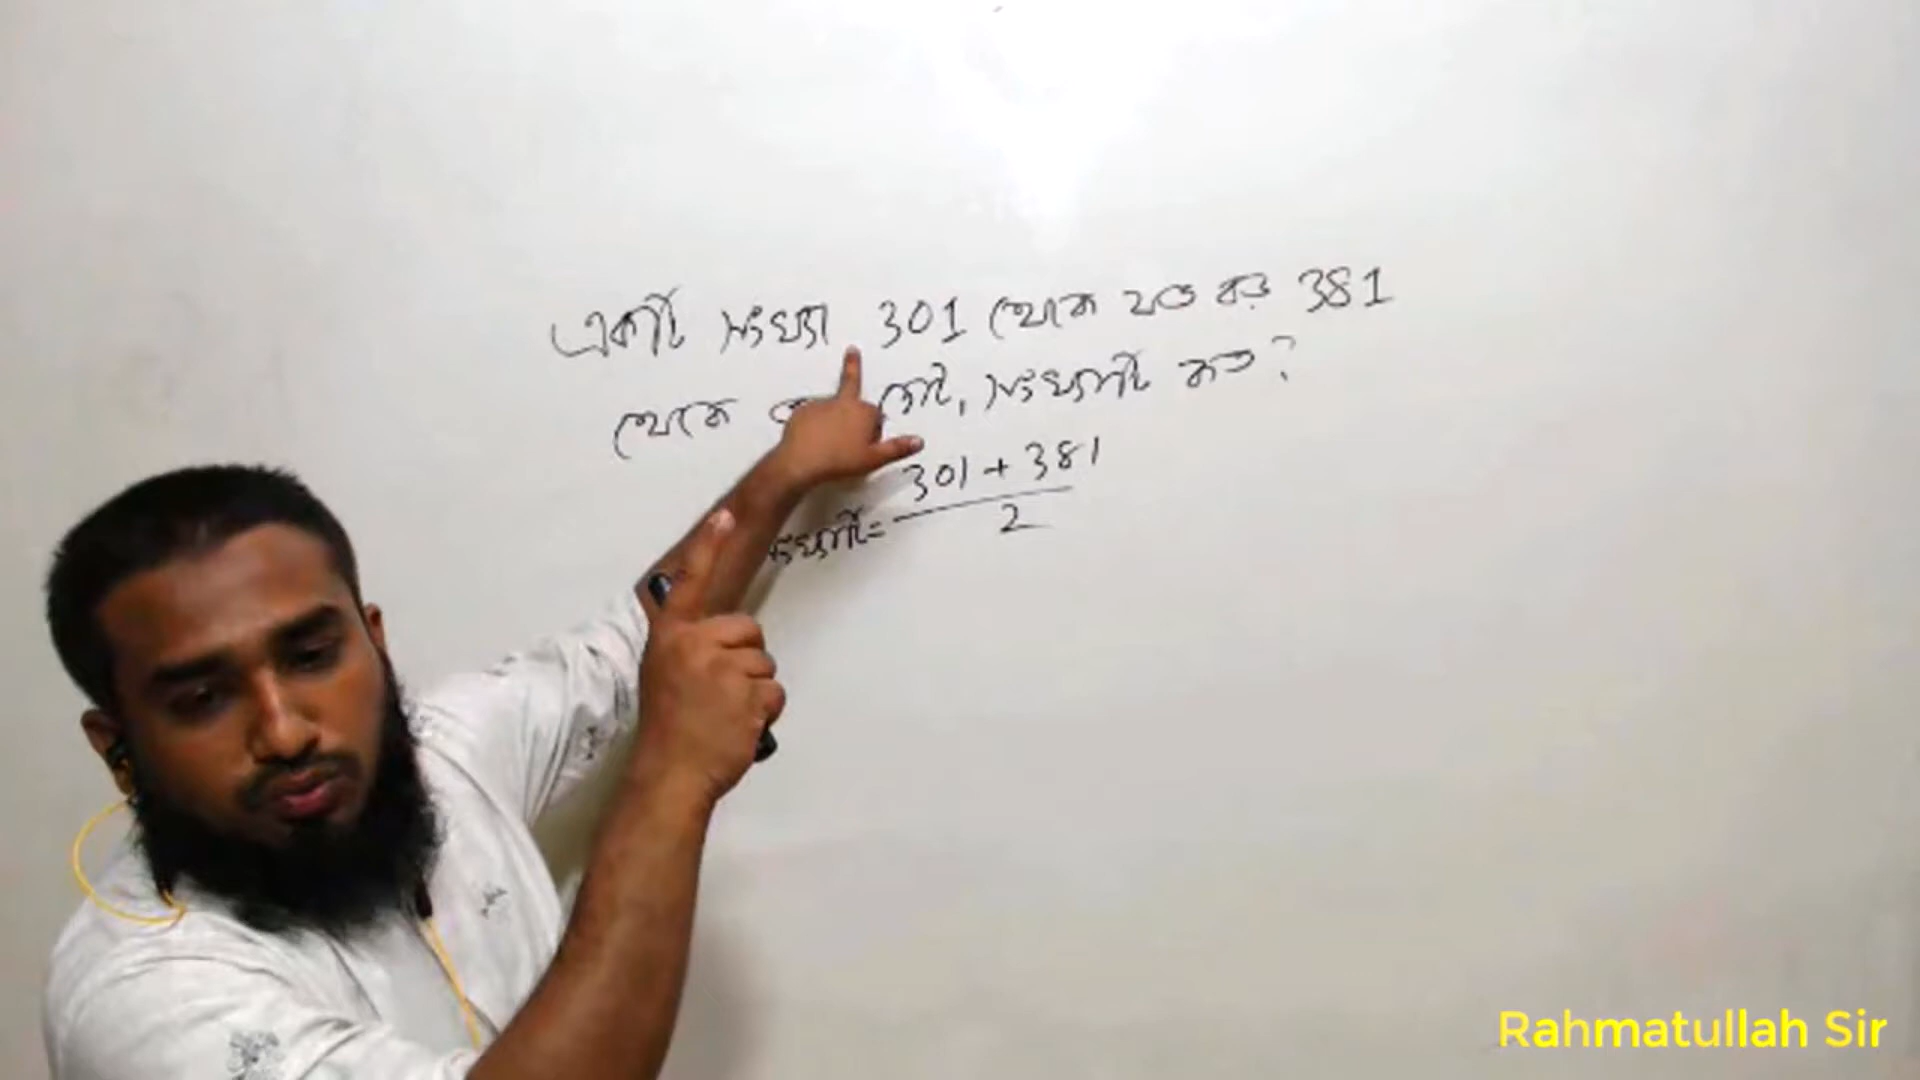 একটি সংখ্যা 301 থেকে যত বড় 381
থেকে ছোট, সংখ্যাটি কত?
সংখ্যাটি= 301+381
2
Rahmatullah Sir